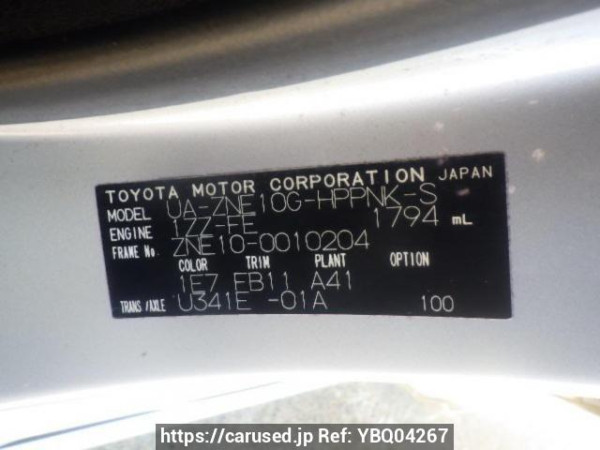 TOYOTA MOTOR CORPORATION JAPAN
MODEL UA-ZNE10G-HPPNK-S
ENGINE 1ZZ-FE 1794 mL
FRAME No. ZNE10-0010204
COLOR TRIM PLANT OPTION
1E7 EB11 A41
TRANS/AXLE U341E -01A 100
https://carused.jp Ref: YBQ04267